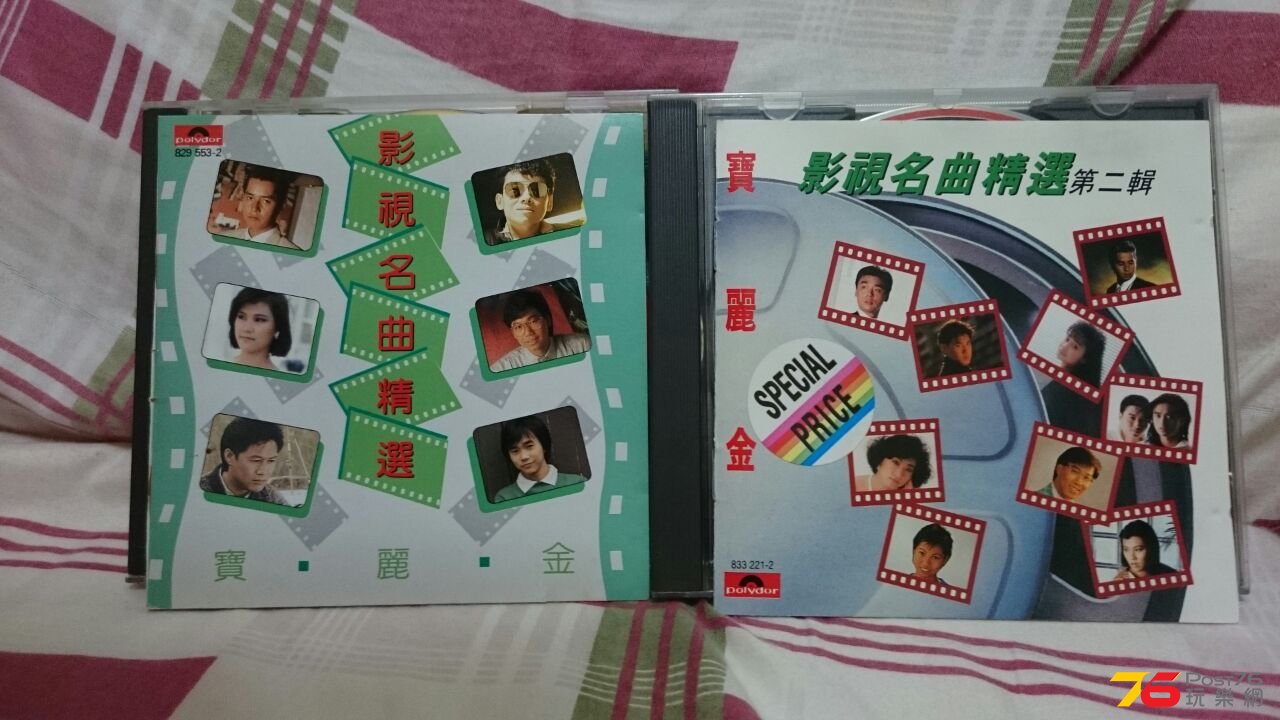 polydor
829 553-2
影視名曲精選
寶・麗・金
寶麗金
影視名曲精選第二輯
SPECIAL
PRICE
833 221-2
polydor
76 Post76
玩樂網